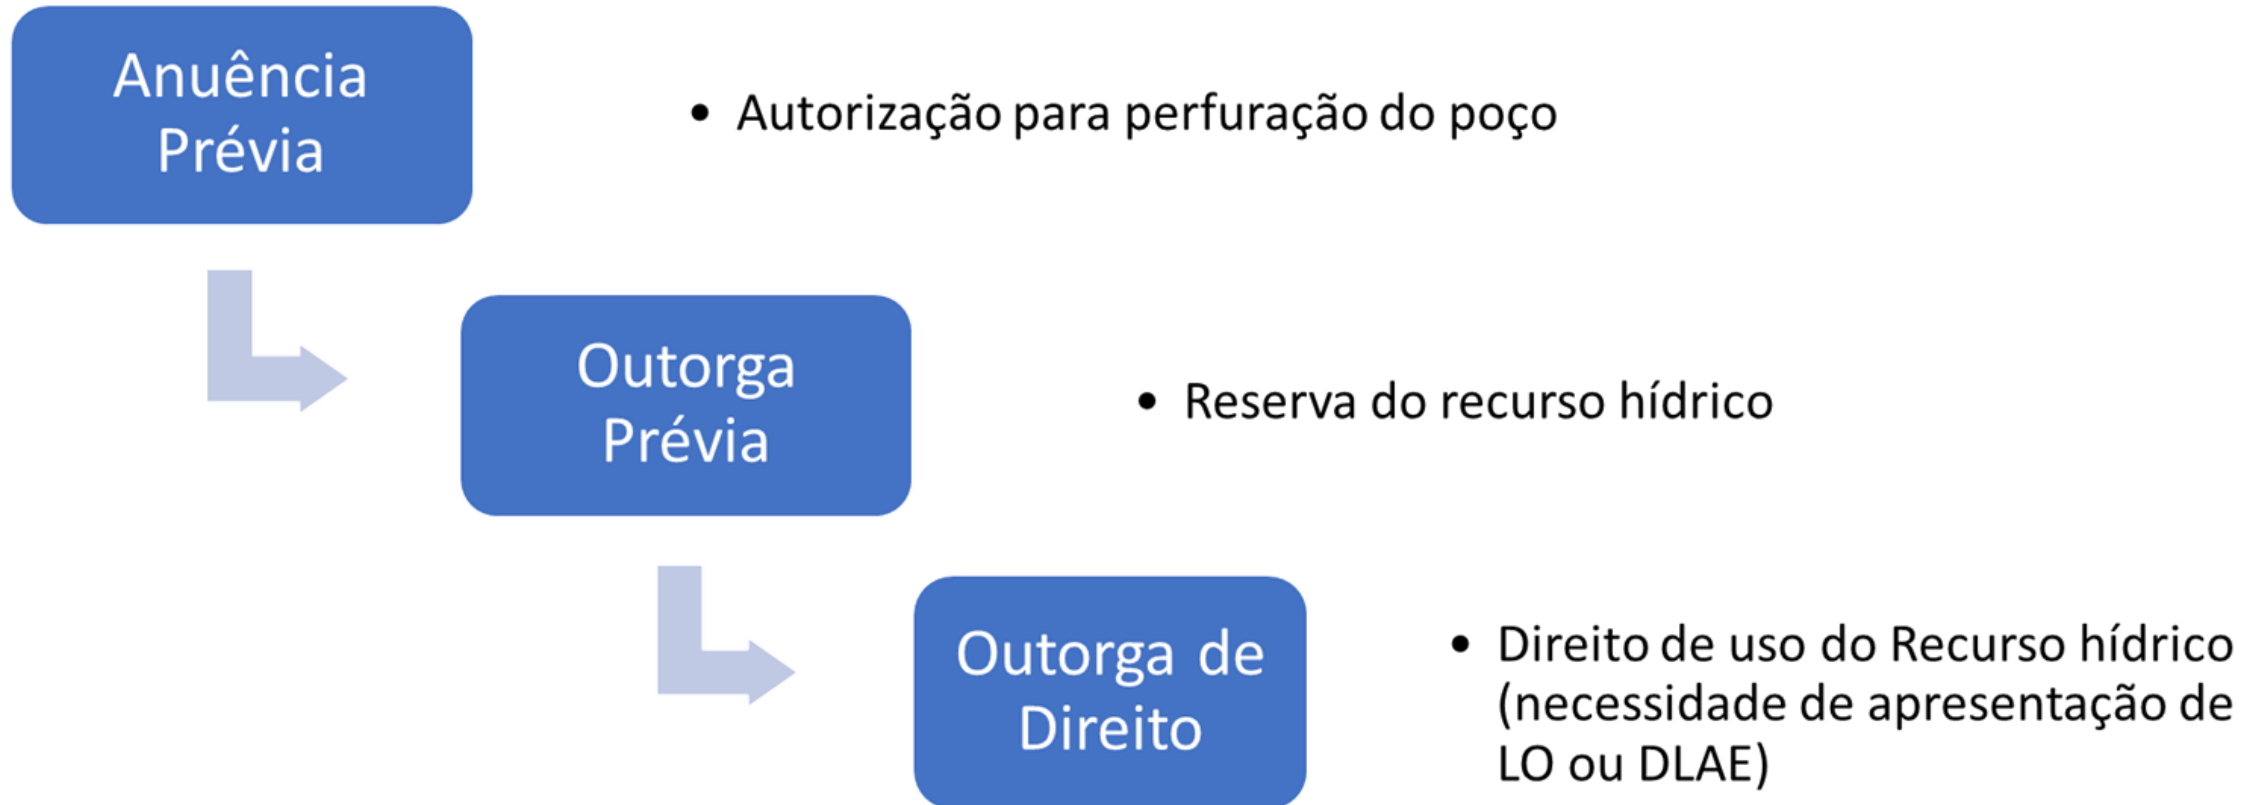 Anuência
Prévia
• Autorização para perfuração do poço
Outorga
Prévia
• Reserva do recurso hídrico
Outorga de
Direito
• Direito de uso do Recurso hídrico
(necessidade de apresentação de
LO ou DLAE)